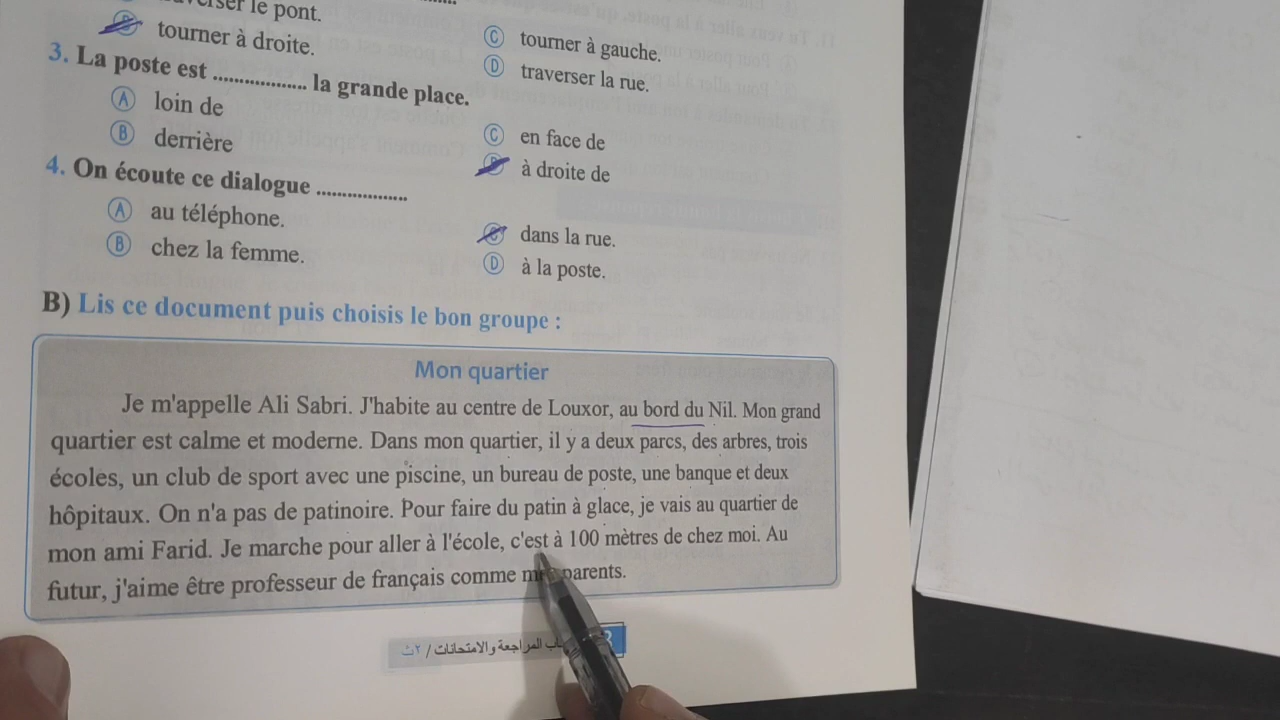 le pont.
B tourner à droite.
C tourner à gauche.
D traverser la rue.
3. La poste est .................. la grande place.
A loin de
B derrière
C en face de
à droite de
4. On écoute ce dialogue ..................
A au téléphone.
B chez la femme.
C dans la rue.
D à la poste.
B) Lis ce document puis choisis le bon groupe :
Mon quartier
Je m'appelle Ali Sabri. J'habite au centre de Louxor, au bord du Nil. Mon grand
quartier est calme et moderne. Dans mon quartier, il y a deux parcs, des arbres, trois
écoles, un club de sport avec une piscine, un bureau de poste, une banque et deux
hôpitaux. On n'a pas de patinoire. Pour faire du patin à glace, je vais au quartier de
mon ami Farid. Je marche pour aller à l'école, c'est à 100 mètres de chez moi. Au
futur, j'aime être professeur de français comme parents.
المراجعة والامتحانات / ٢ث